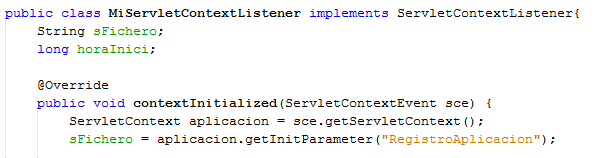 public class MiServletContextListener implements ServletContextListener{
String sFichero;
long horaInici;
@Override
public void contextInitialized(ServletContextEvent sce) {
ServletContext aplicacion = sce.getServletContext();
sFichero = aplicacion.getInitParameter("RegistroAplicacion");